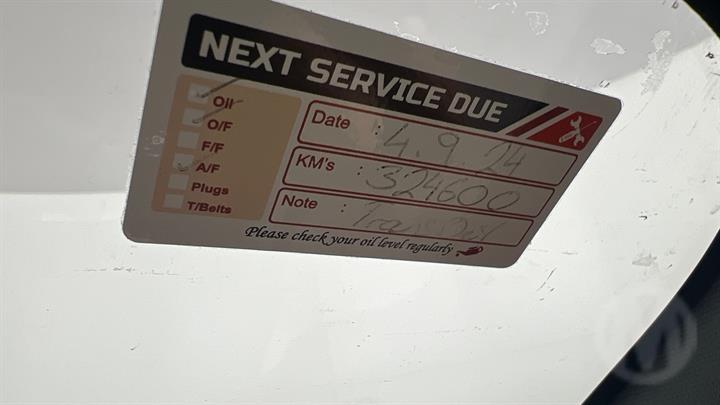 NEXT SERVICE DUE
Oil
O/F
F/F
A/F
Plugs
T/Belts
Date : 4.9.24
KM's : 324600
Note :
Please check your oil level regularly